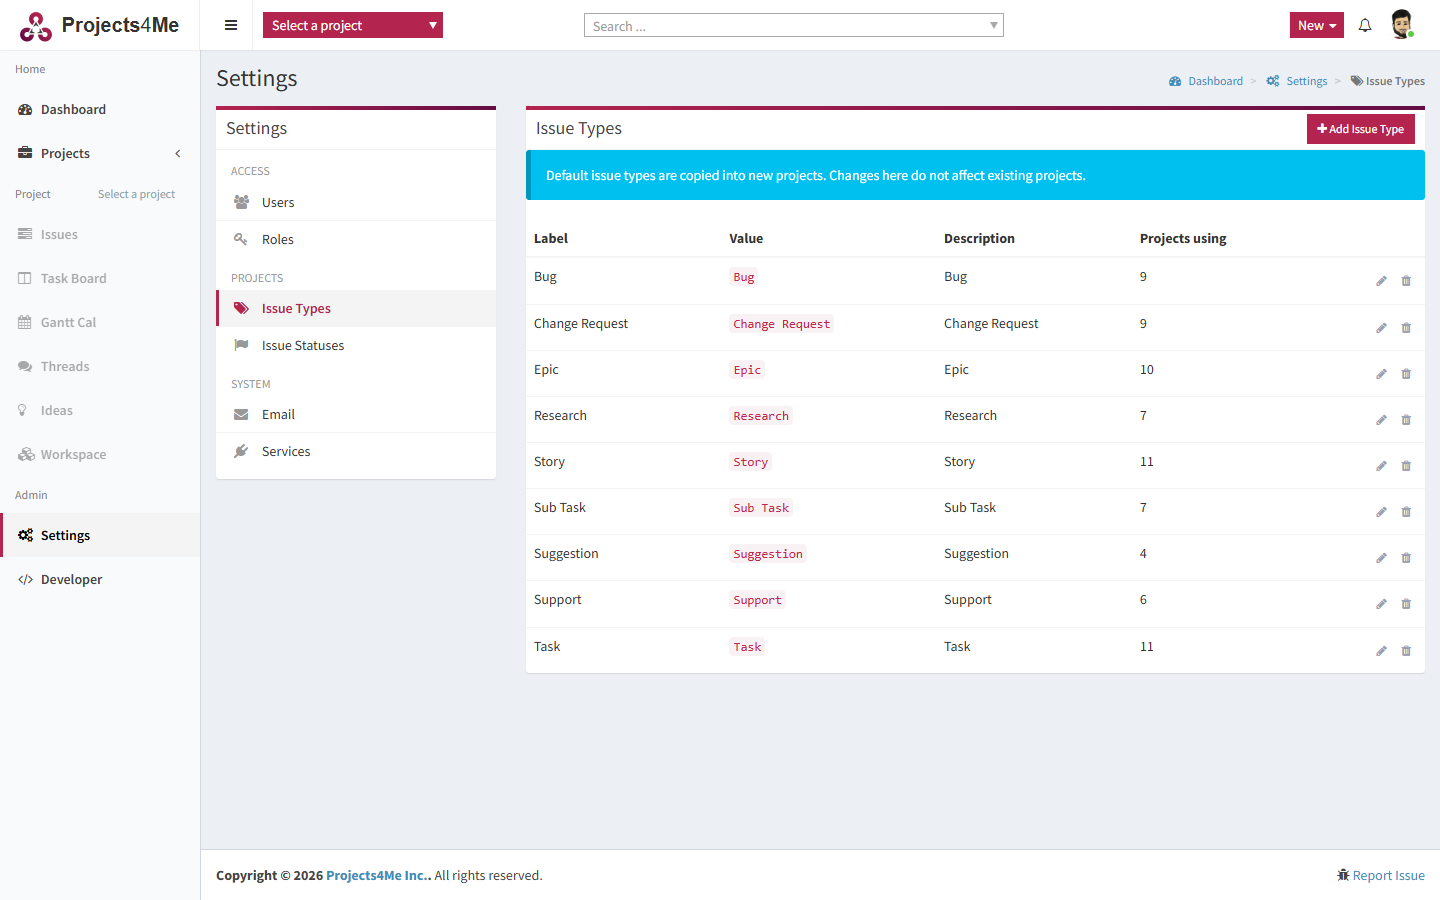 Projects4Me
Select a project
Search ...
New
Home
Dashboard
Projects
Project
Select a project
Issues
Task Board
Gantt Cal
Threads
Ideas
Workspace
Admin
Settings
Developer
Settings
Dashboard > Settings > Issue Types
Settings
ACCESS
Users
Roles
PROJECTS
Issue Types
Issue Statuses
SYSTEM
Email
Services
Issue Types
Add Issue Type
Default issue types are copied into new projects. Changes here do not affect existing projects.
Label Value Description Projects using
Bug Bug Bug 9
Change Request Change Request Change Request 9
Epic Epic Epic 10
Research Research Research 7
Story Story Story 11
Sub Task Sub Task Sub Task 7
Suggestion Suggestion Suggestion 4
Support Support Support 6
Task Task Task 11
Copyright © 2026 Projects4Me Inc.. All rights reserved.
Report Issue